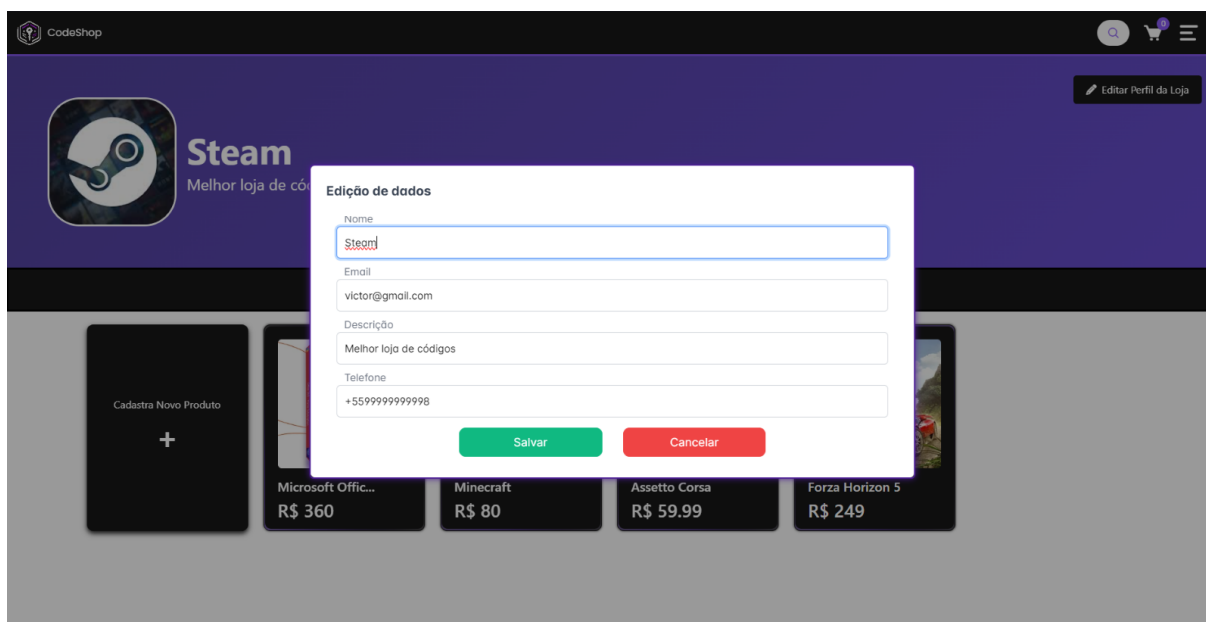 CodeShop
0
Editar Perfil da Loja
Steam
Melhor loja de có
Edição de dados
Nome
Steam
Email
victor@gmail.com
Descrição
Melhor loja de códigos
Telefone
+5599999999998
Salvar
Cancelar
Cadastra Novo Produto
+
Microsoft Offic...
R$ 360
Minecraft
R$ 80
Assetto Corsa
R$ 59.99
Forza Horizon 5
R$ 249